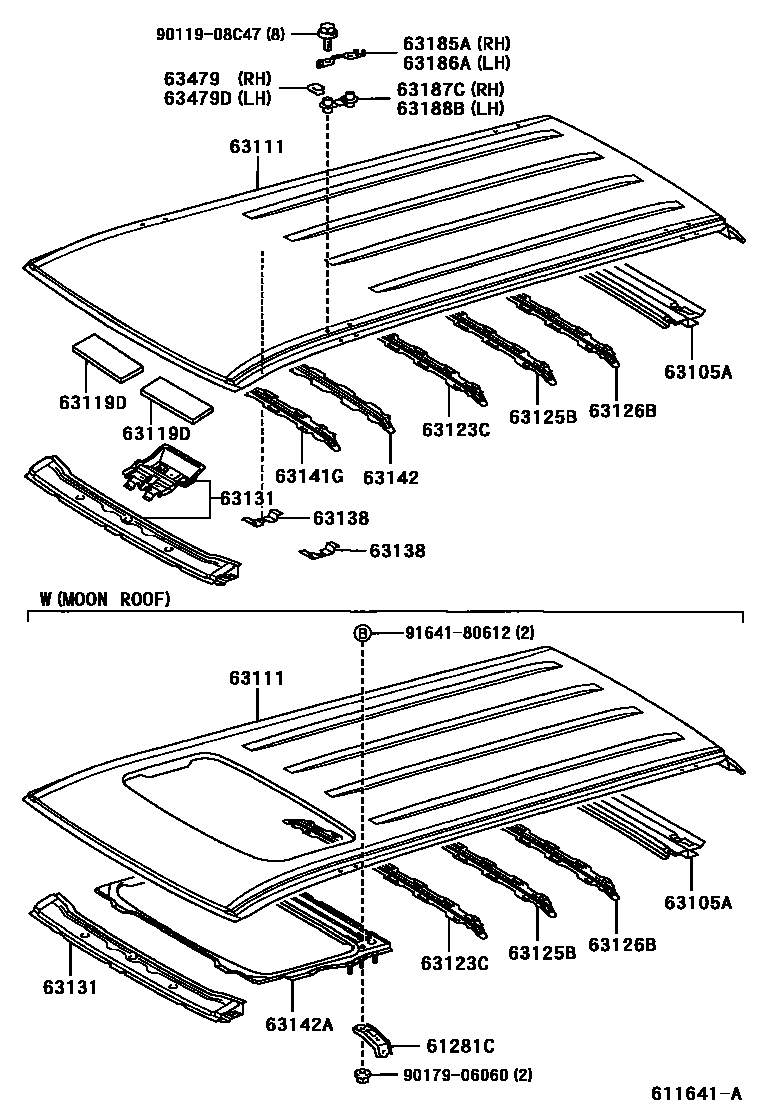 90119-08C47 (8)
63185A (RH)
63186A (LH)
63479 (RH)
63479D (LH)
63187C (RH)
63188B (LH)
63111
63105A
63126B
63125B
63123C
63119D
63119D
63142
63141G
63131
63138
63138
W (MOON ROOF)
B 91641-80612 (2)
63111
63105A
63126B
63125B
63123C
63131
63142A
61281C
90179-06060 (2)
611641-A